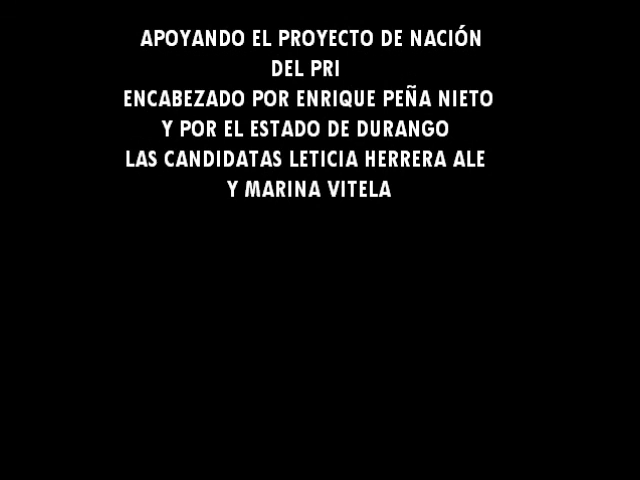 APOYANDO EL PROYECTO DE NACIÓN
DEL PRI
ENCABEZADO POR ENRIQUE PEÑA NIETO
Y POR EL ESTADO DE DURANGO
LAS CANDIDATAS LETICIA HERRERA ALE
Y MARINA VITELA